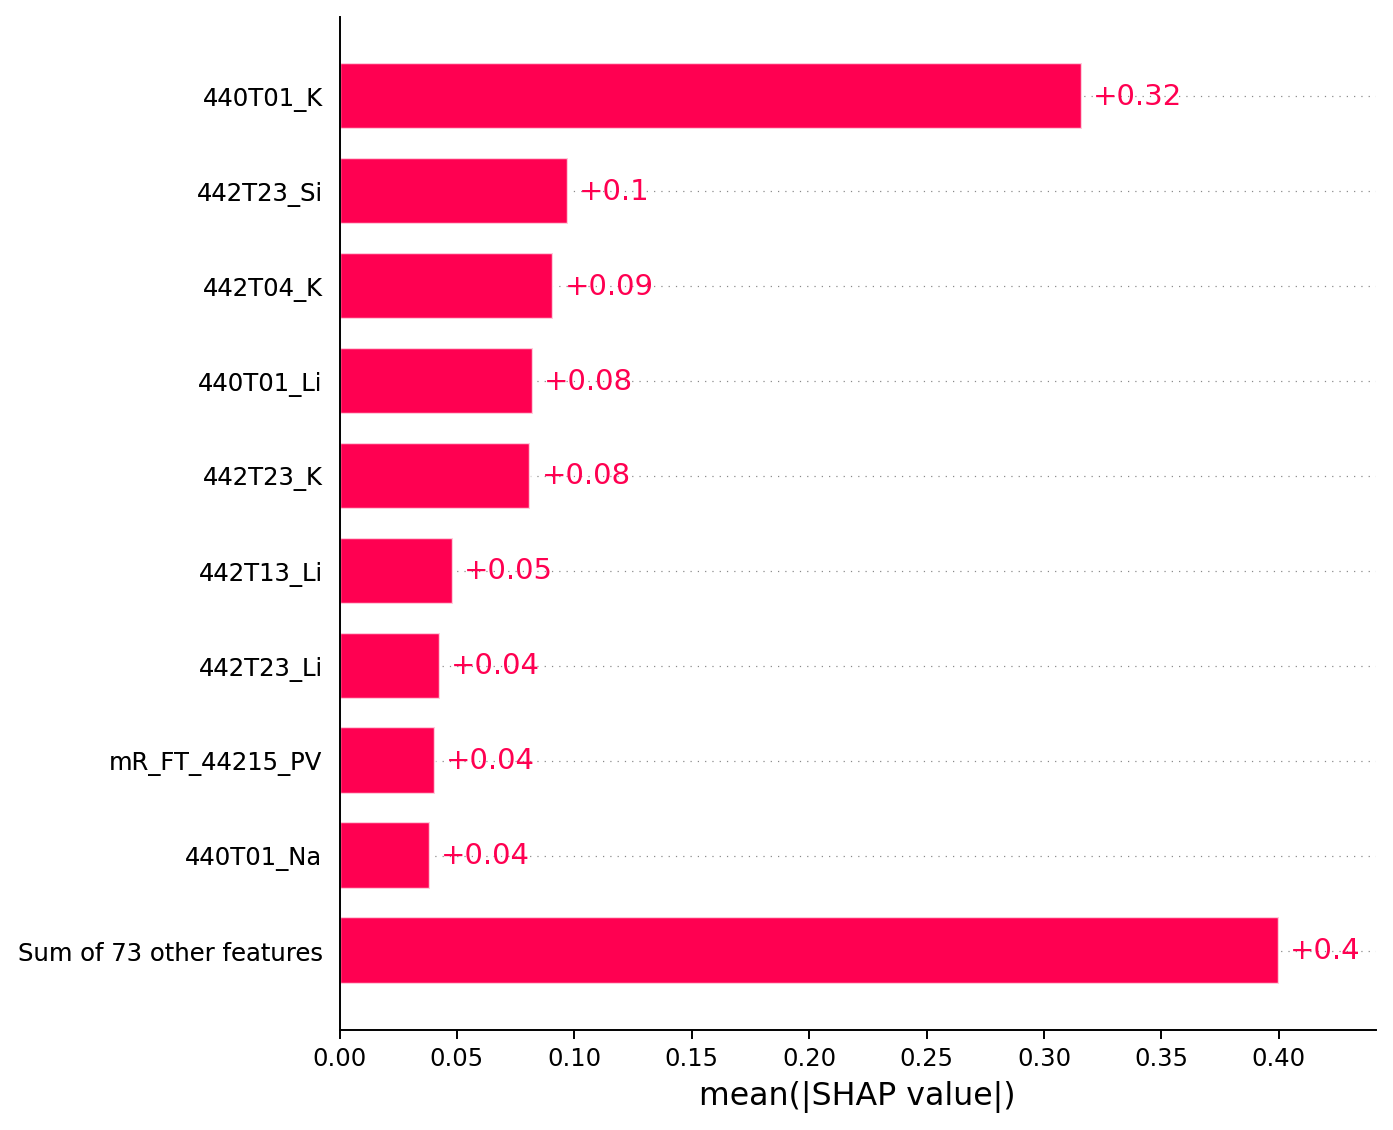 440T01_K +0.32
442T23_Si +0.1
442T04_K +0.09
440T01_Li +0.08
442T23_K +0.08
442T13_Li +0.05
442T23_Li +0.04
mR_FT_44215_PV +0.04
440T01_Na +0.04
Sum of 73 other features +0.4
0.00 0.05 0.10 0.15 0.20 0.25 0.30 0.35 0.40
mean(|SHAP value|)